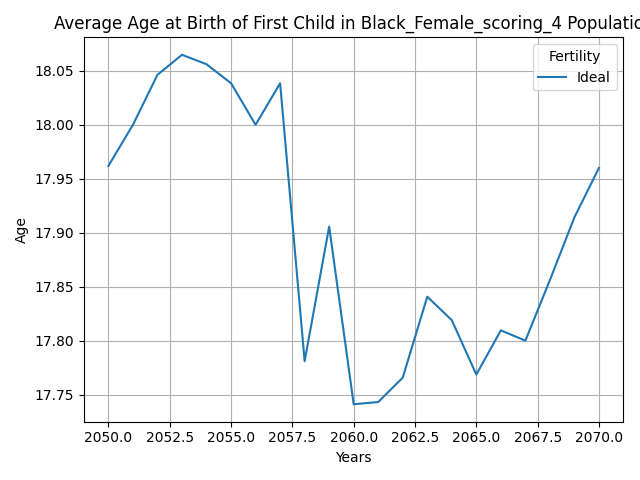 Average Age at Birth of First Child in Black_Female_scoring_4 Populatio
Fertility
Ideal
18.05
18.00
17.95
17.90
17.85
17.80
17.75
Age
2050.0 2052.5 2055.0 2057.5 2060.0 2062.5 2065.0 2067.5 2070.0
Years